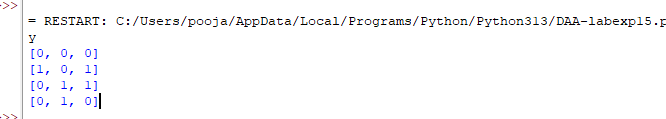 >>>
= RESTART: C:/Users/pooja/AppData/Local/Programs/Python/Python313/DAA-labexp15.p
y
[0, 0, 0]
[1, 0, 1]
[0, 1, 1]
[0, 1, 0]
>>>